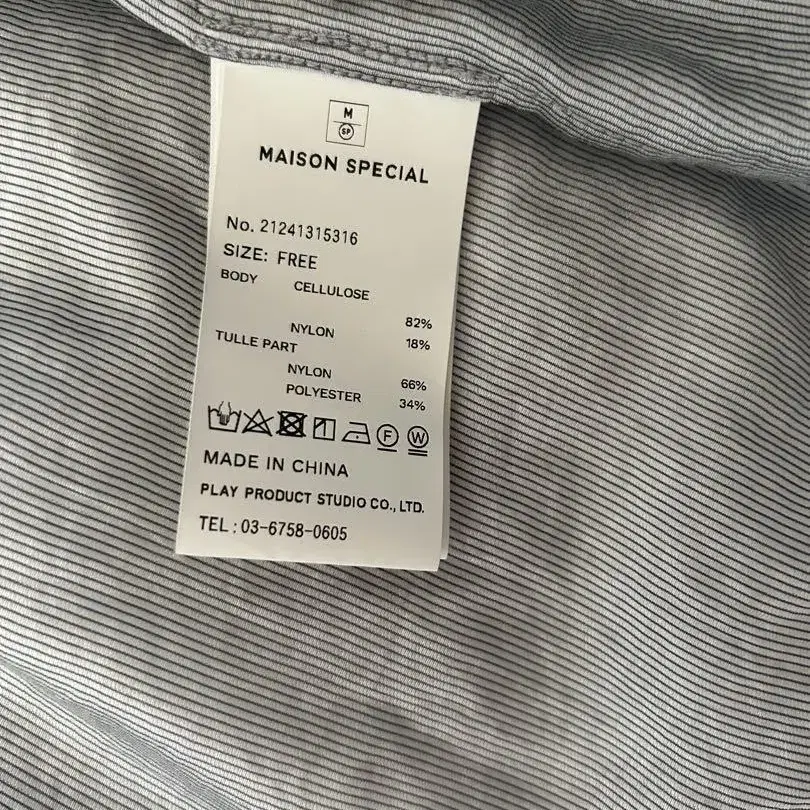 M
SP
MAISON SPECIAL
No. 21241315316
SIZE: FREE
BODY CELLULOSE
82%
NYLON 18%
TULLE PART
NYLON 66%
POLYESTER 34%
F W
MADE IN CHINA
PLAY PRODUCT STUDIO CO., LTD.
TEL : 03-6758-0605